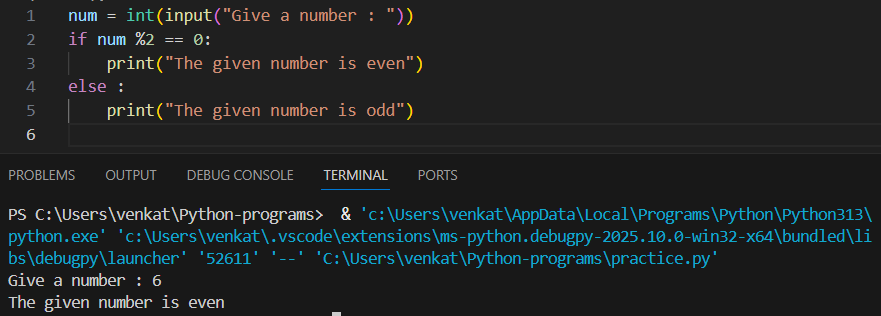 1 num = int(input("Give a number : "))
2 if num %2 == 0:
3 print("The given number is even")
4 else :
5 print("The given number is odd")
6
PROBLEMS OUTPUT DEBUG CONSOLE TERMINAL PORTS
PS C:\Users\venkat\Python-programs> & 'c:\Users\venkat\AppData\Local\Programs\Python\Python313\
python.exe' 'c:\Users\venkat\.vscode\extensions\ms-python.debugpy-2025.10.0-win32-x64\bundled\li
bs\debugpy\launcher' '52611' '--' 'C:\Users\venkat\Python-programs\practice.py'
Give a number : 6
The given number is even